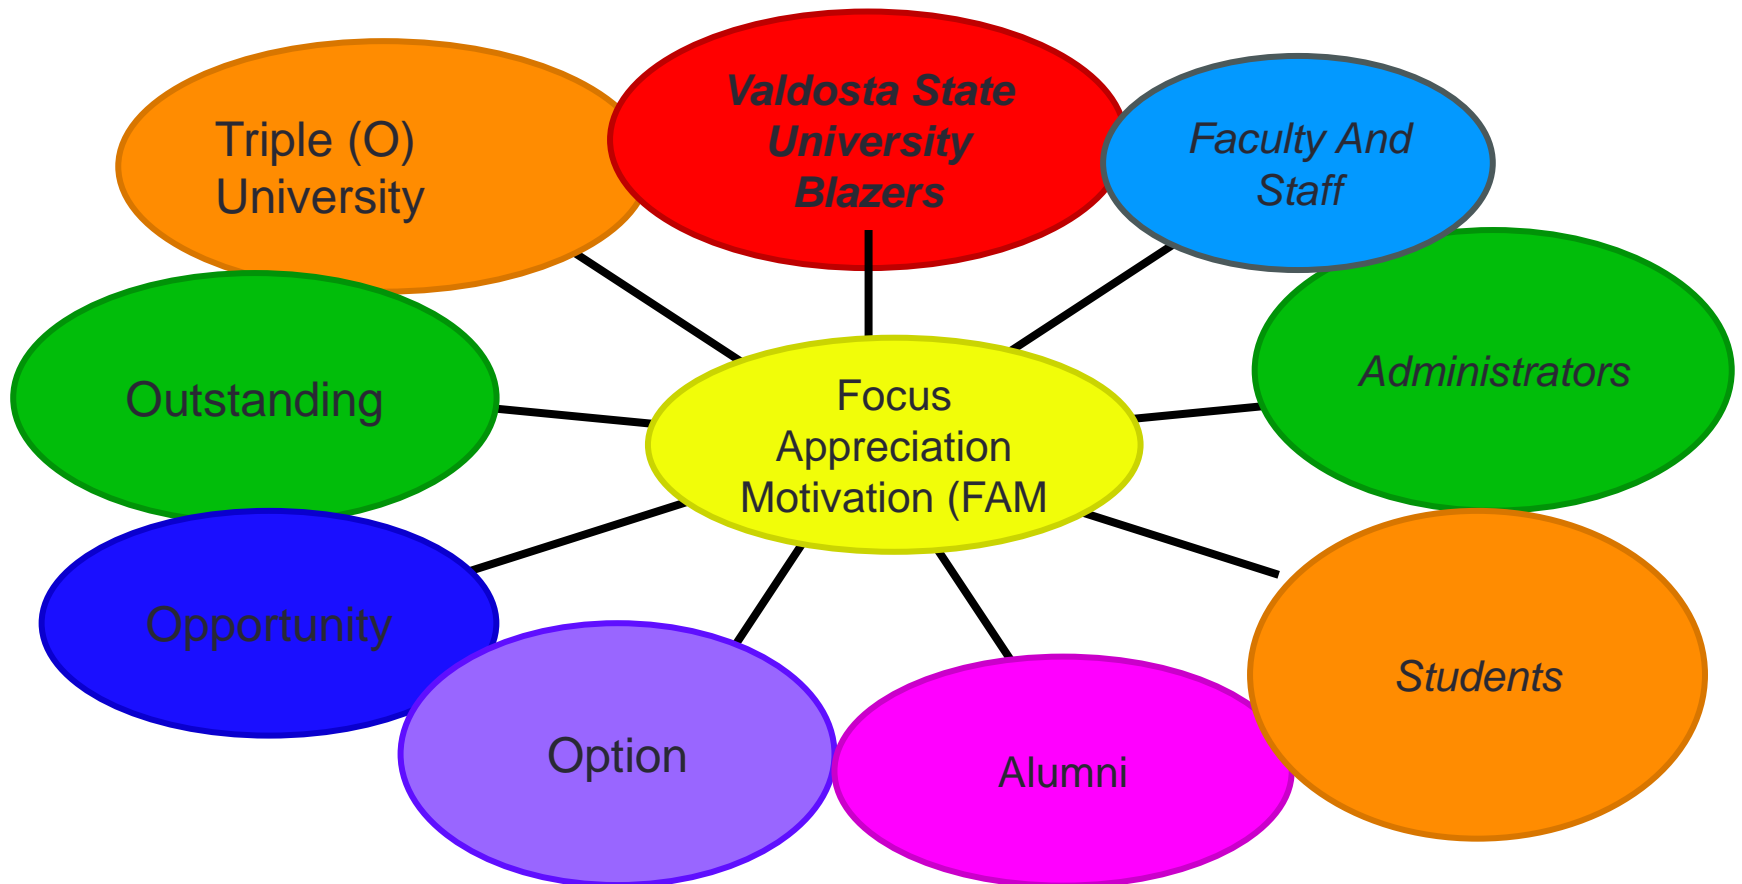 Triple (O)
University
Valdosta State
University
Blazers
Faculty And
Staff
Outstanding
Focus
Appreciation
Motivation (FAM
Administrators
Opportunity
Option
Alumni
Students